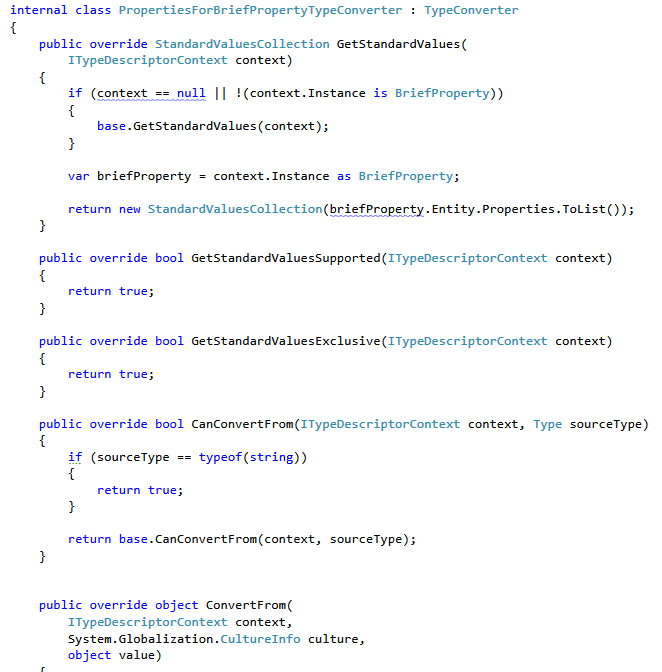 internal class PropertiesForBriefPropertyTypeConverter : TypeConverter
{
    public override StandardValuesCollection GetStandardValues(
        ITypeDescriptorContext context)
    {
        if (context == null || !(context.Instance is BriefProperty))
        {
            base.GetStandardValues(context);
        }

        var briefProperty = context.Instance as BriefProperty;

        return new StandardValuesCollection(briefProperty.Entity.Properties.ToList());
    }

    public override bool GetStandardValuesSupported(ITypeDescriptorContext context)
    {
        return true;
    }

    public override bool GetStandardValuesExclusive(ITypeDescriptorContext context)
    {
        return true;
    }

    public override bool CanConvertFrom(ITypeDescriptorContext context, Type sourceType)
    {
        if (sourceType == typeof(string))
        {
            return true;
        }

        return base.CanConvertFrom(context, sourceType);
    }


    public override object ConvertFrom(
        ITypeDescriptorContext context,
        System.Globalization.CultureInfo culture,
        object value)
    {